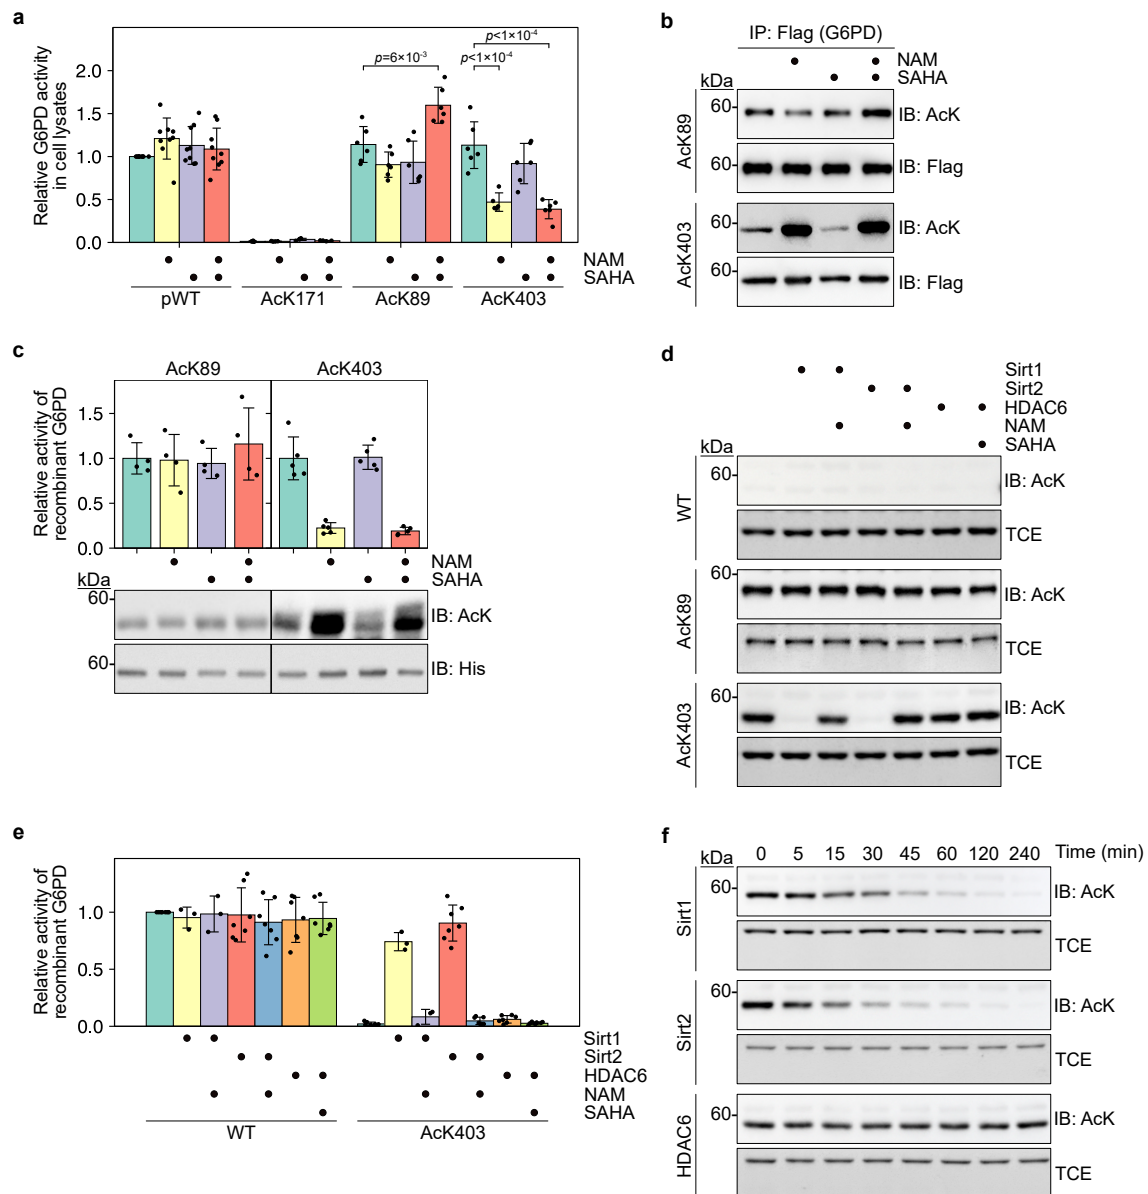 a
Relative G6PD activity
in cell lysates
2.0
1.5
1.0
0.5
0.0
p=6×10⁻³
p<1×10⁻⁴
p<1×10⁻⁴
NAM
SAHA
pWT AcK171 AcK89 AcK403
b
IP: Flag (G6PD)
NAM
SAHA
kDa
AcK89
60
IB: AcK
60
IB: Flag
AcK403
60
IB: AcK
60
IB: Flag
c
AcK89 AcK403
Relative activity of
recombinant G6PD
1.5
1.0
0.5
0.0
NAM
SAHA
kDa
60
IB: AcK
60
IB: His
d
Sirt1
Sirt2
HDAC6
NAM
SAHA
kDa
WT
60
IB: AcK
TCE
AcK89
60
IB: AcK
TCE
AcK403
60
IB: AcK
TCE
e
Relative activity of
recombinant G6PD
1.0
0.5
0.0
Sirt1
Sirt2
HDAC6
NAM
SAHA
WT AcK403
f
kDa 0 5 15 30 45 60 120 240 Time (min)
Sirt1
60
IB: AcK
TCE
Sirt2
60
IB: AcK
TCE
HDAC6
60
IB: AcK
TCE